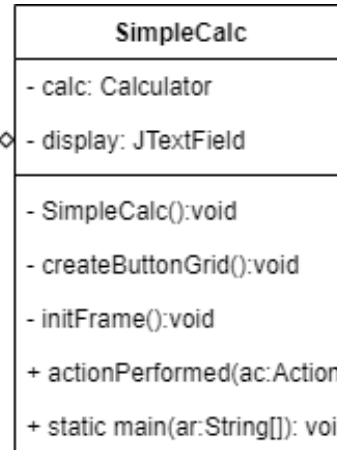 SimpleCalc
- calc: Calculator
- display: JTextField
- SimpleCalc():void
- createButtonGrid():void
- initFrame():void
+ actionPerformed(ac:Action
+ static main(ar:String[]): voi